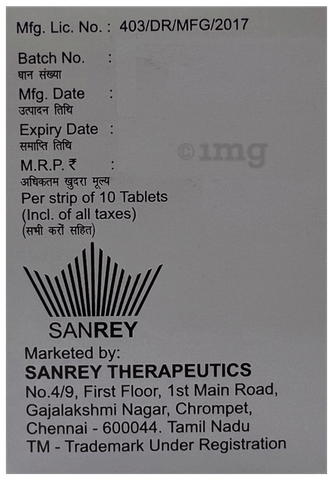 Mfg. Lic. No. : 403/DR/MFG/2017
Batch No. :
धान संख्या
Mfg. Date :
उत्पादन तिथि
Expiry Date :
समाप्ति तिथि
M.R.P. ₹ :
अधिकतम खुदरा मूल्य
Per strip of 10 Tablets
(Incl. of all taxes)
(सभी करों सहित)
1mg
SANREY
Marketed by:
SANREY THERAPEUTICS
No.4/9, First Floor, 1st Main Road,
Gajalakshmi Nagar, Chrompet,
Chennai - 600044. Tamil Nadu
TM - Trademark Under Registration